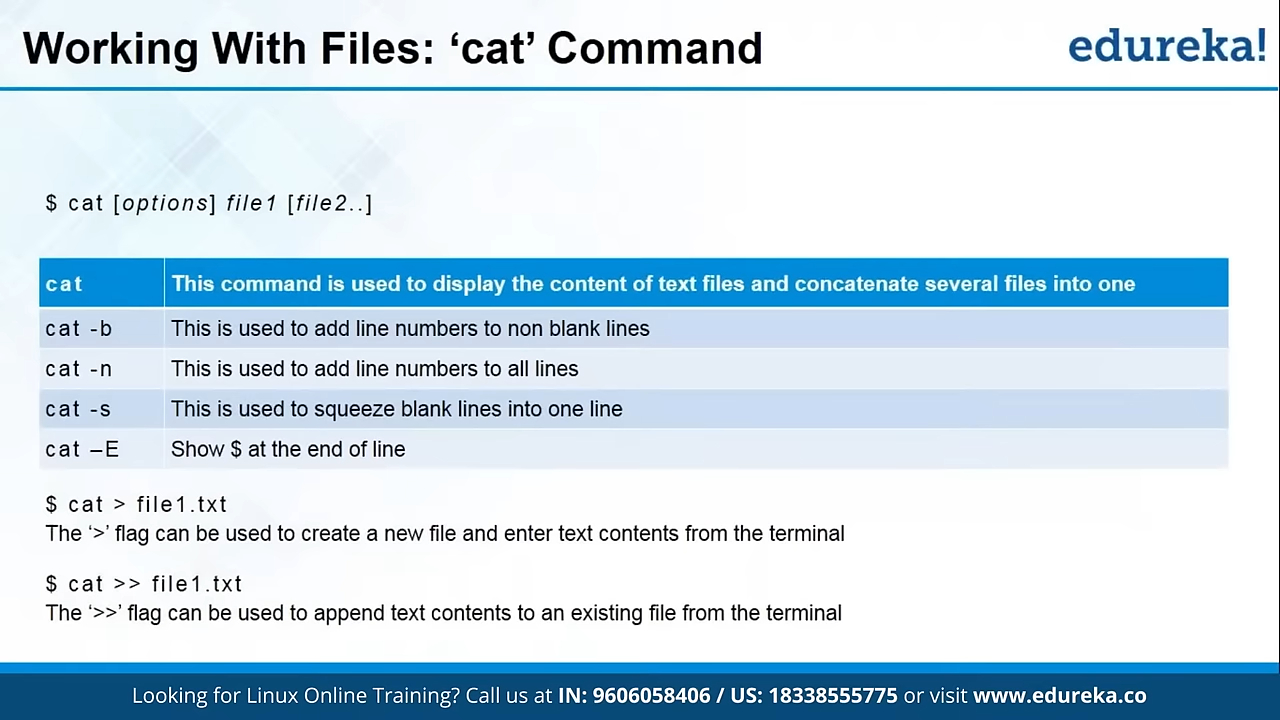 Working With Files: ‘cat’ Command
edureka!
$ cat [options] file1 [file2..]
cat This command is used to display the content of text files and concatenate several files into one
cat -b This is used to add line numbers to non blank lines
cat -n This is used to add line numbers to all lines
cat -s This is used to squeeze blank lines into one line
cat –E Show $ at the end of line
$ cat > file1.txt
The ‘>’ flag can be used to create a new file and enter text contents from the terminal
$ cat >> file1.txt
The ‘>>’ flag can be used to append text contents to an existing file from the terminal
Looking for Linux Online Training? Call us at IN: 9606058406 / US: 18338555775 or visit www.edureka.co